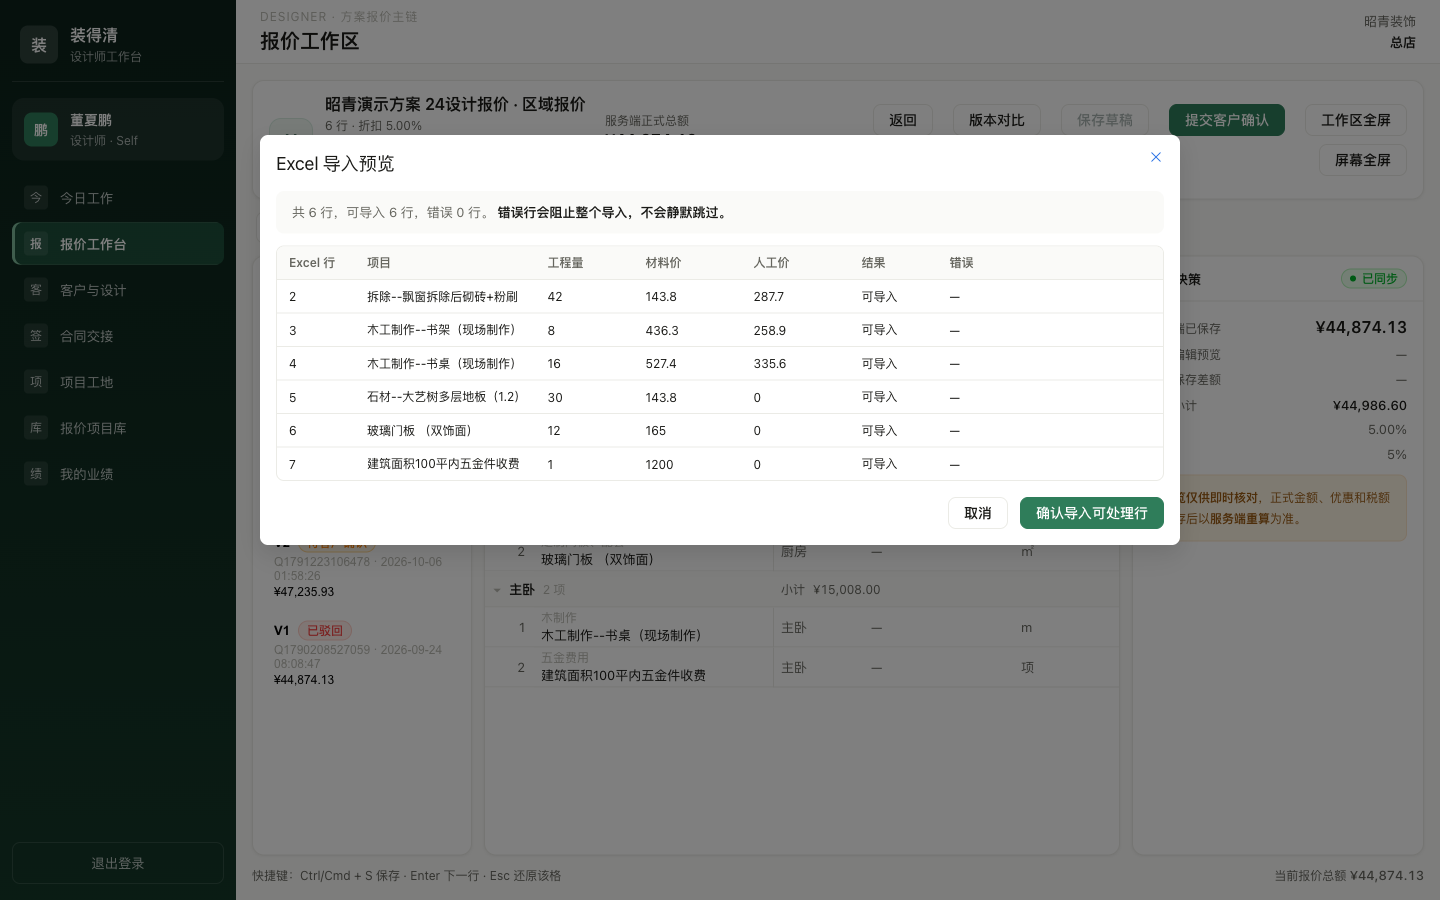 装
装得清
设计师工作台
鹏
董夏鹏
设计师 · Self
今 今日工作
报 报价工作台
客 客户与设计
签 合同交接
项 项目工地
库 报价项目库
绩 我的业绩
退出登录
DESIGNER · 方案报价主链
报价工作区
昭青装饰
总店
昭青演示方案 24设计报价 · 区域报价
6 行 · 折扣 5.00%
服务端正式总额
返回
版本对比
保存草稿
提交客户确认
工作区全屏
屏幕全屏
Excel 导入预览
共 6 行，可导入 6 行，错误 0 行。 错误行会阻止整个导入，不会静默跳过。
Excel 行 项目 工程量 材料价 人工价 结果 错误
2 拆除--飘窗拆除后砌砖+粉刷 42 143.8 287.7 可导入 —
3 木工制作--书架（现场制作） 8 436.3 258.9 可导入 —
4 木工制作--书桌（现场制作） 16 527.4 335.6 可导入 —
5 石材--大艺树多层地板（1.2） 30 143.8 0 可导入 —
6 玻璃门板 （双饰面） 12 165 0 可导入 —
7 建筑面积100平内五金件收费 1 1200 0 可导入 —
取消
确认导入可处理行
决策
已同步
已保存 ¥44,874.13
编辑预览 —
保存差额 —
小计 ¥44,986.60
5.00%
5%
仅供即时核对，正式金额、优惠和税额
后以服务端重算为准。
Q1791223106478 · 2026-10-06
01:58:26
¥47,235.93
V1 已驳回
Q1790208527059 · 2026-09-24
08:08:47
¥44,874.13
2 玻璃门板 （双饰面） 厨房 —
主卧 2 项 小计 ¥15,008.00
木制作
1 木工制作--书桌（现场制作） 主卧 — m
五金费用
2 建筑面积100平内五金件收费 主卧 — 项
快捷键：Ctrl/Cmd + S 保存 · Enter 下一行 · Esc 还原该格
当前报价总额 ¥44,874.13